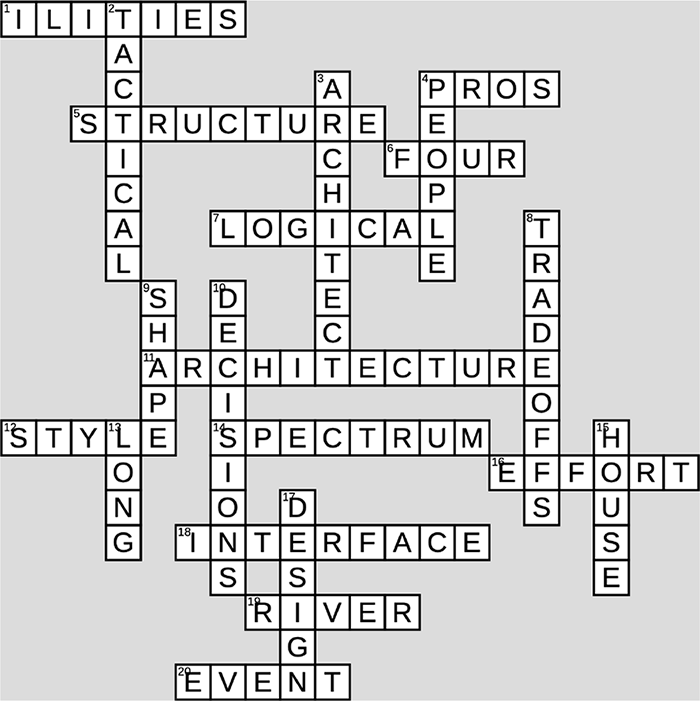 1 ILITIES 2
TACTICAL
3 ARCHITECT
4 PROS
PEOPLE
5 STRUCTURE
6 FOUR
7 LOGICAL
8 TRADEOFFS
9 SHAPE
10 DECISIONS
11 ARCHITECTURE
12 STYLE
13 LONG
14 SPECTRUM
15 HOUSE
16 EFFORT
17 DESIGN
18 INTERFACE
19 RIVER
20 EVENT